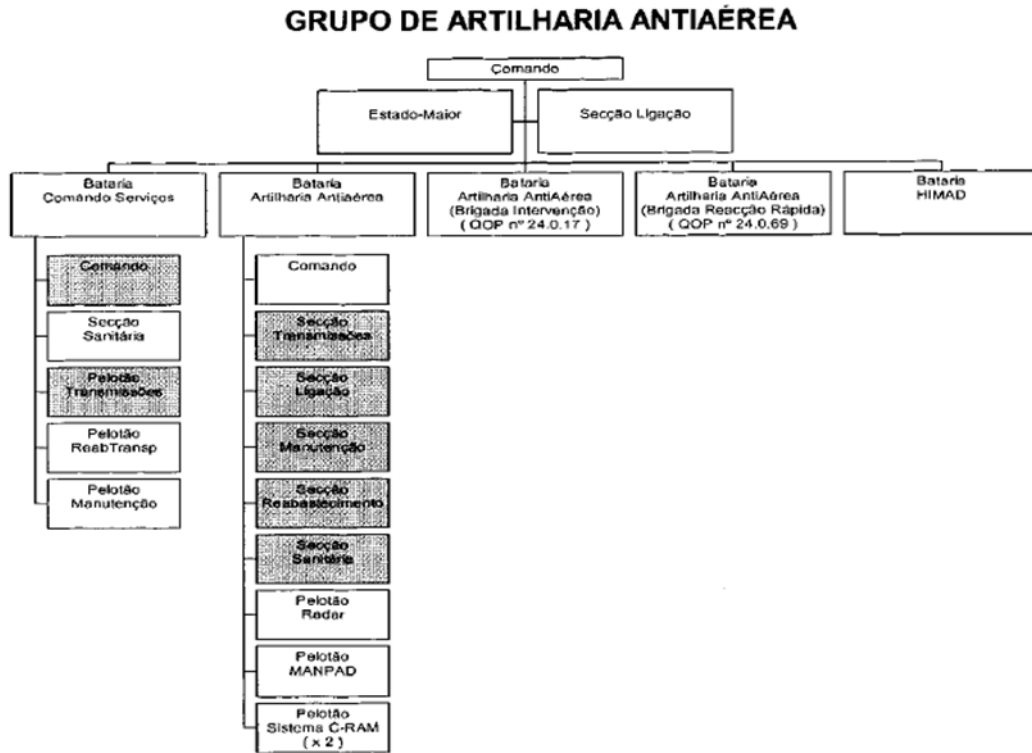 GRUPO DE ARTILHARIA ANTIAÉREA
Comando
Estado-Maior
Secção Ligação
Bataria
Comando Serviços
Bataria
Artilharia Antiaérea
Bataria
Artilharia AntiAérea
(Brigada Intervenção)
( QOP nº 24.0.17 )
Bataria
Artilharia AntiAérea
(Brigada Reacção Rápida)
( QOP nº 24.0.69 )
Bataria
HIMAD
Comando
Secção
Sanitária
Pelotão
Transmissões
Pelotão
ReabTransp
Pelotão
Manutenção
Comando
Secção
Transmissões
Secção
Ligação
Secção
Manutenção
Secção
Reabastecimento
Secção
Sanitária
Pelotão
Radar
Pelotão
MANPAD
Pelotão
Sistema C-RAM
( x 2 )